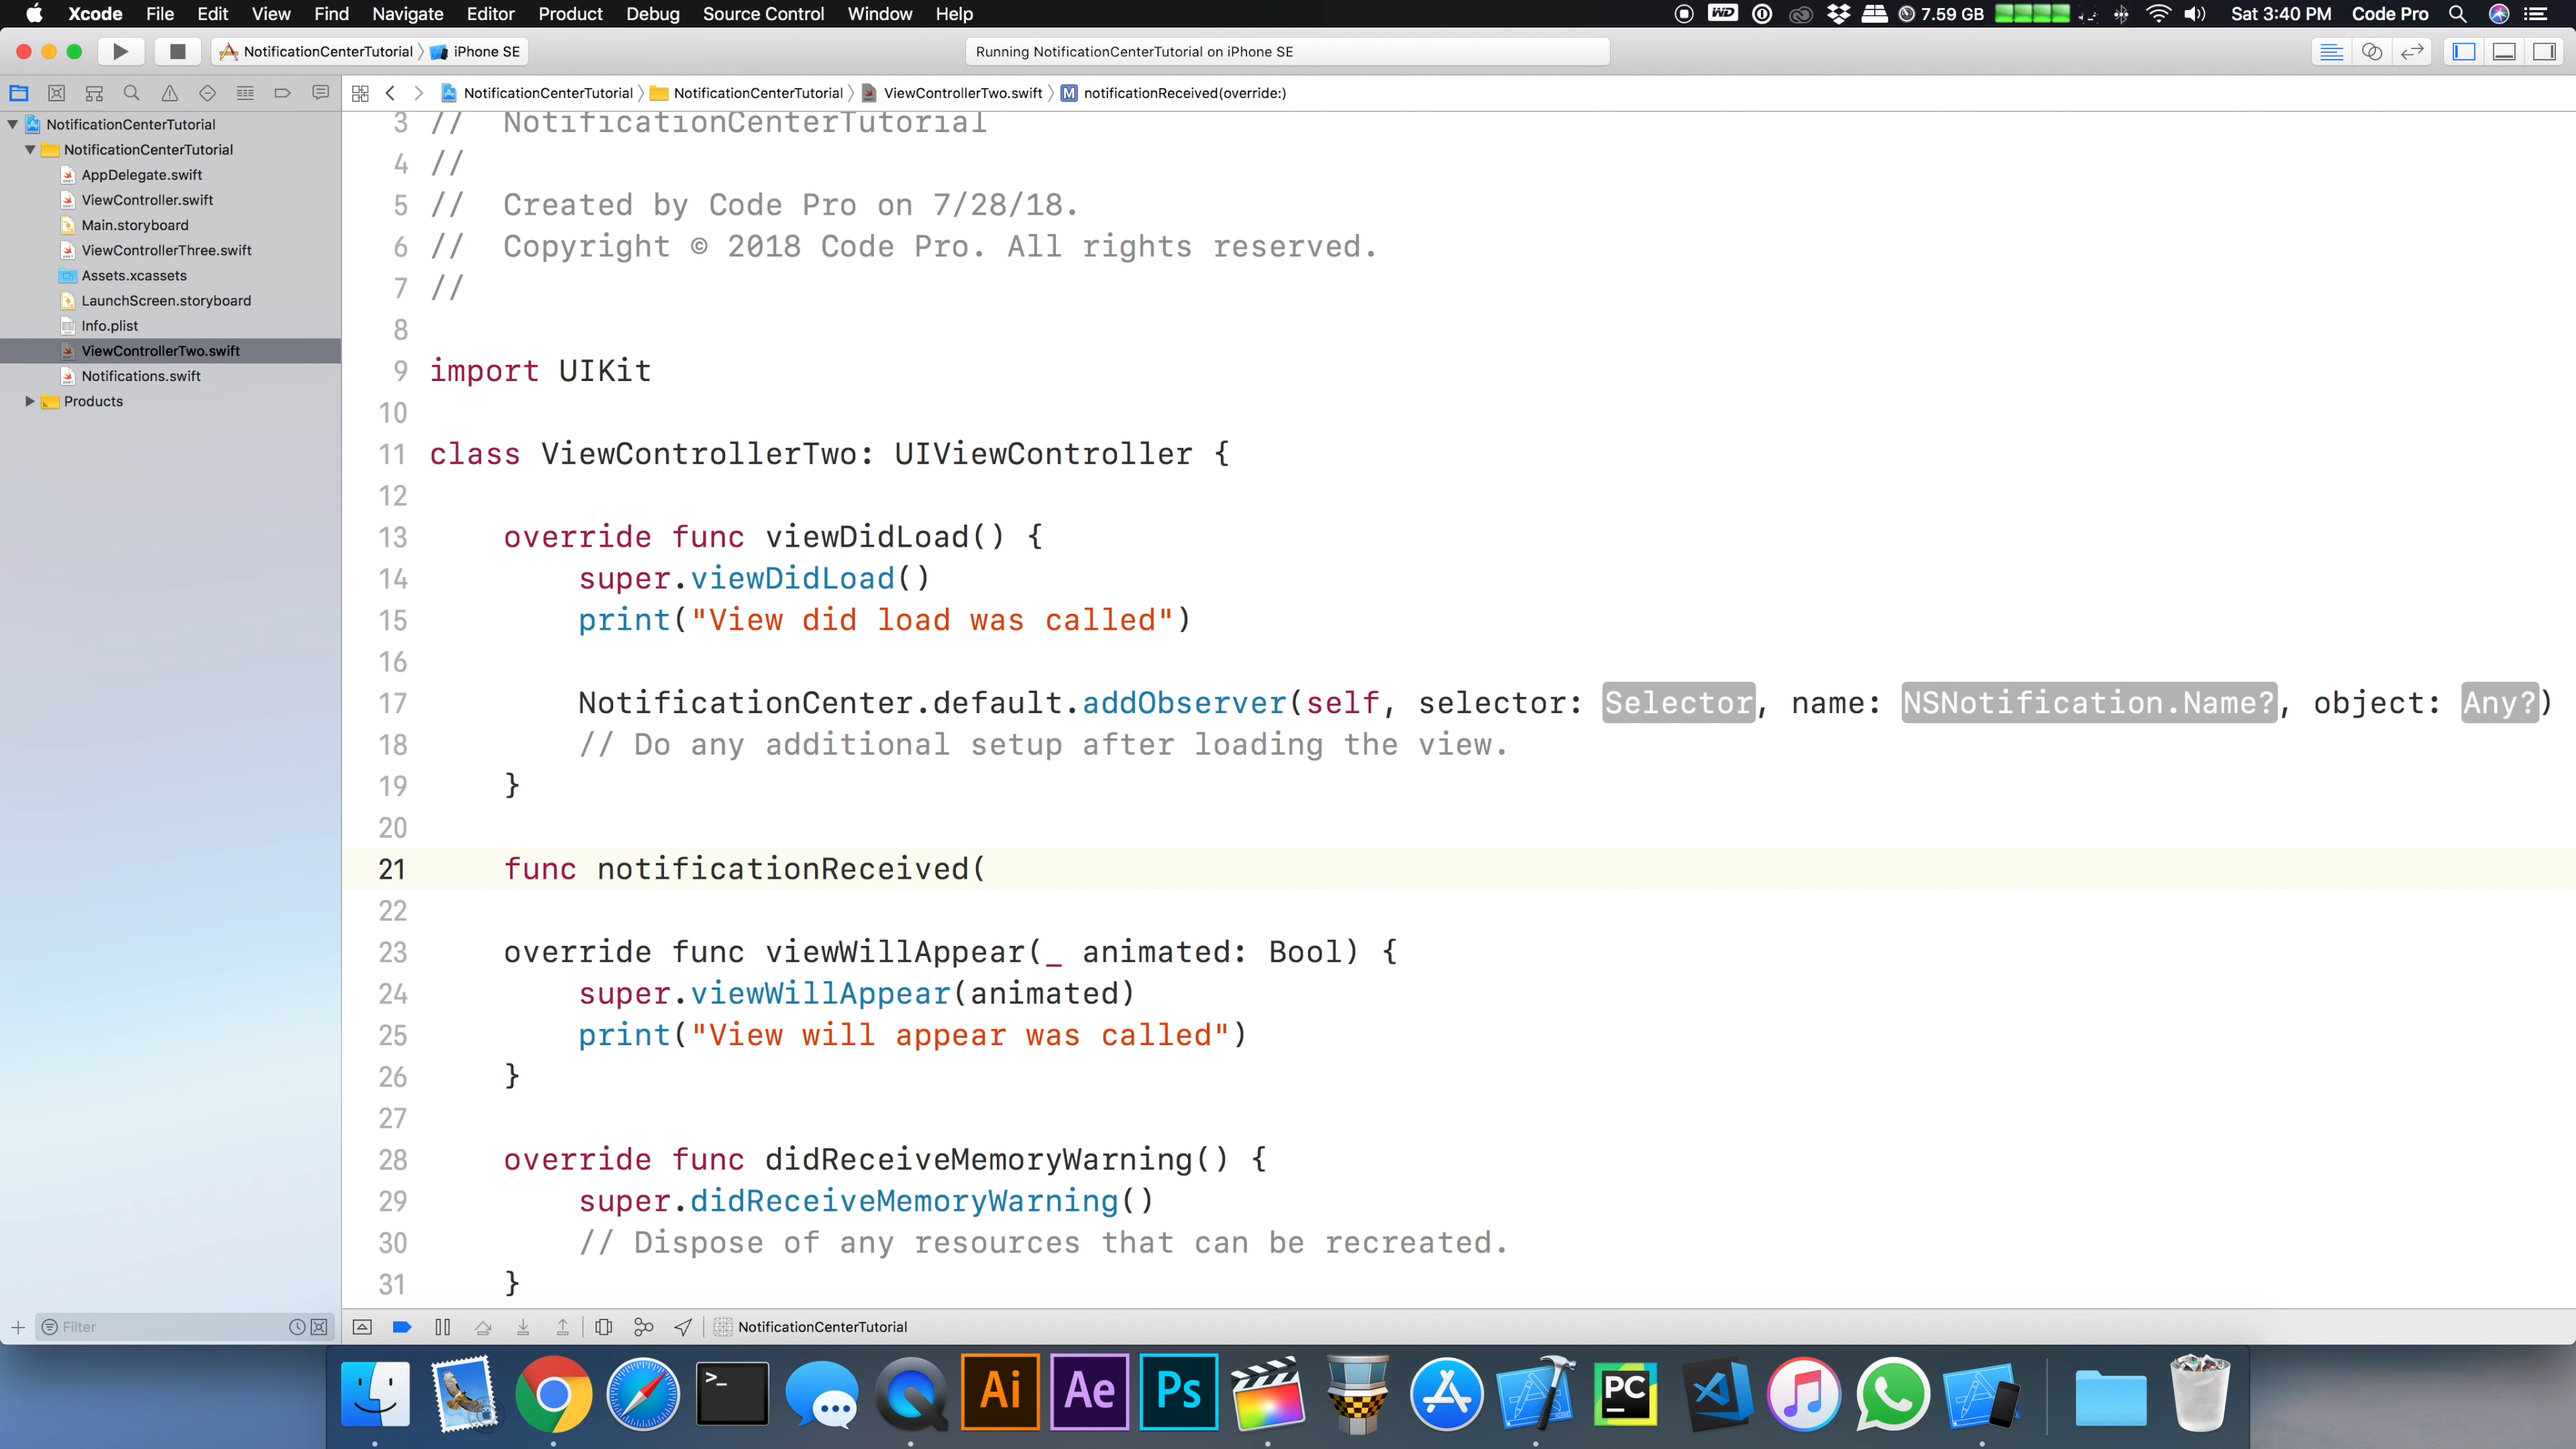 Xcode File Edit View Find Navigate Editor Product Debug Source Control Window Help WD 7.59 GB Sat 3:40 PM Code Pro
NotificationCenterTutorial iPhone SE Running NotificationCenterTutorial on iPhone SE
NotificationCenterTutorial NotificationCenterTutorial ViewControllerTwo.swift M notificationReceived(override:)
NotificationCenterTutorial
NotificationCenterTutorial
AppDelegate.swift
ViewController.swift
Main.storyboard
ViewControllerThree.swift
Assets.xcassets
LaunchScreen.storyboard
Info.plist
ViewControllerTwo.swift
Notifications.swift
Products
3 // NotificationCenterTutorial
4 //
5 // Created by Code Pro on 7/28/18.
6 // Copyright © 2018 Code Pro. All rights reserved.
7 //
8
9 import UIKit
10
11 class ViewControllerTwo: UIViewController {
12
13 override func viewDidLoad() {
14 super.viewDidLoad()
15 print("View did load was called")
16
17 NotificationCenter.default.addObserver(self, selector: Selector, name: NSNotification.Name?, object: Any?)
18 // Do any additional setup after loading the view.
19 }
20
21 func notificationReceived(
22
23 override func viewWillAppear(_ animated: Bool) {
24 super.viewWillAppear(animated)
25 print("View will appear was called")
26 }
27
28 override func didReceiveMemoryWarning() {
29 super.didReceiveMemoryWarning()
30 // Dispose of any resources that can be recreated.
31 }
Filter
NotificationCenterTutorial
>_ Ai Ae Ps PC